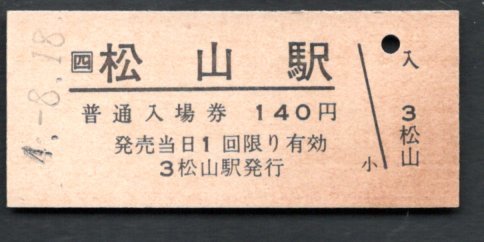 四 松山駅
普通入場券 140円
発売当日1回限り有効
3松山駅発行
4.-8.18
入
3
松山
小